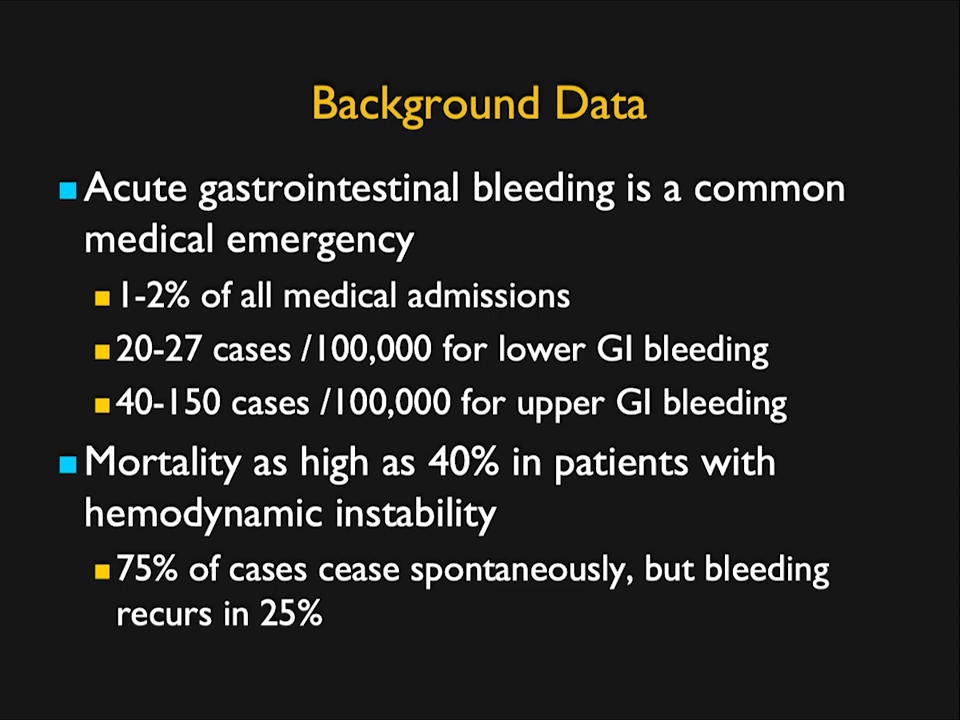 Background Data
Acute gastrointestinal bleeding is a common
medical emergency
1-2% of all medical admissions
20-27 cases /100,000 for lower GI bleeding
40-150 cases /100,000 for upper GI bleeding
Mortality as high as 40% in patients with
hemodynamic instability
75% of cases cease spontaneously, but bleeding
recurs in 25%